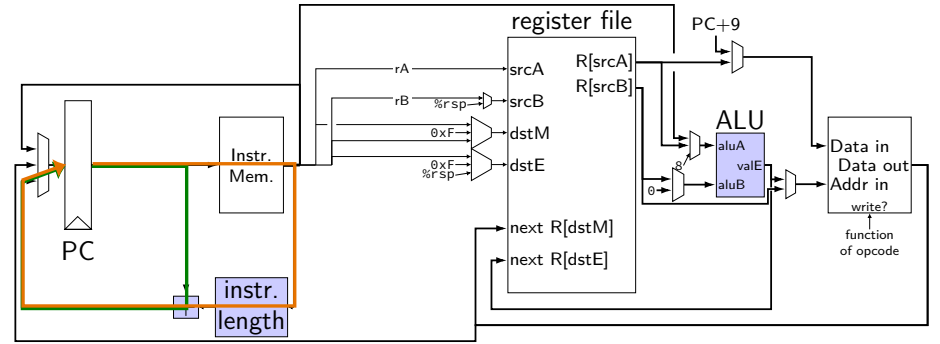 register file
PC+9
rA
srcA
R[srcA]
R[srcB]
rB
%rsp
srcB
ALU
0xF
dstM
aluA
Data in
Instr.
Mem.
0xF
%rsp
dstE
8
valE
Data out
0
aluB
Addr in
write?
PC
next R[dstM]
function
of opcode
next R[dstE]
instr.
+
length